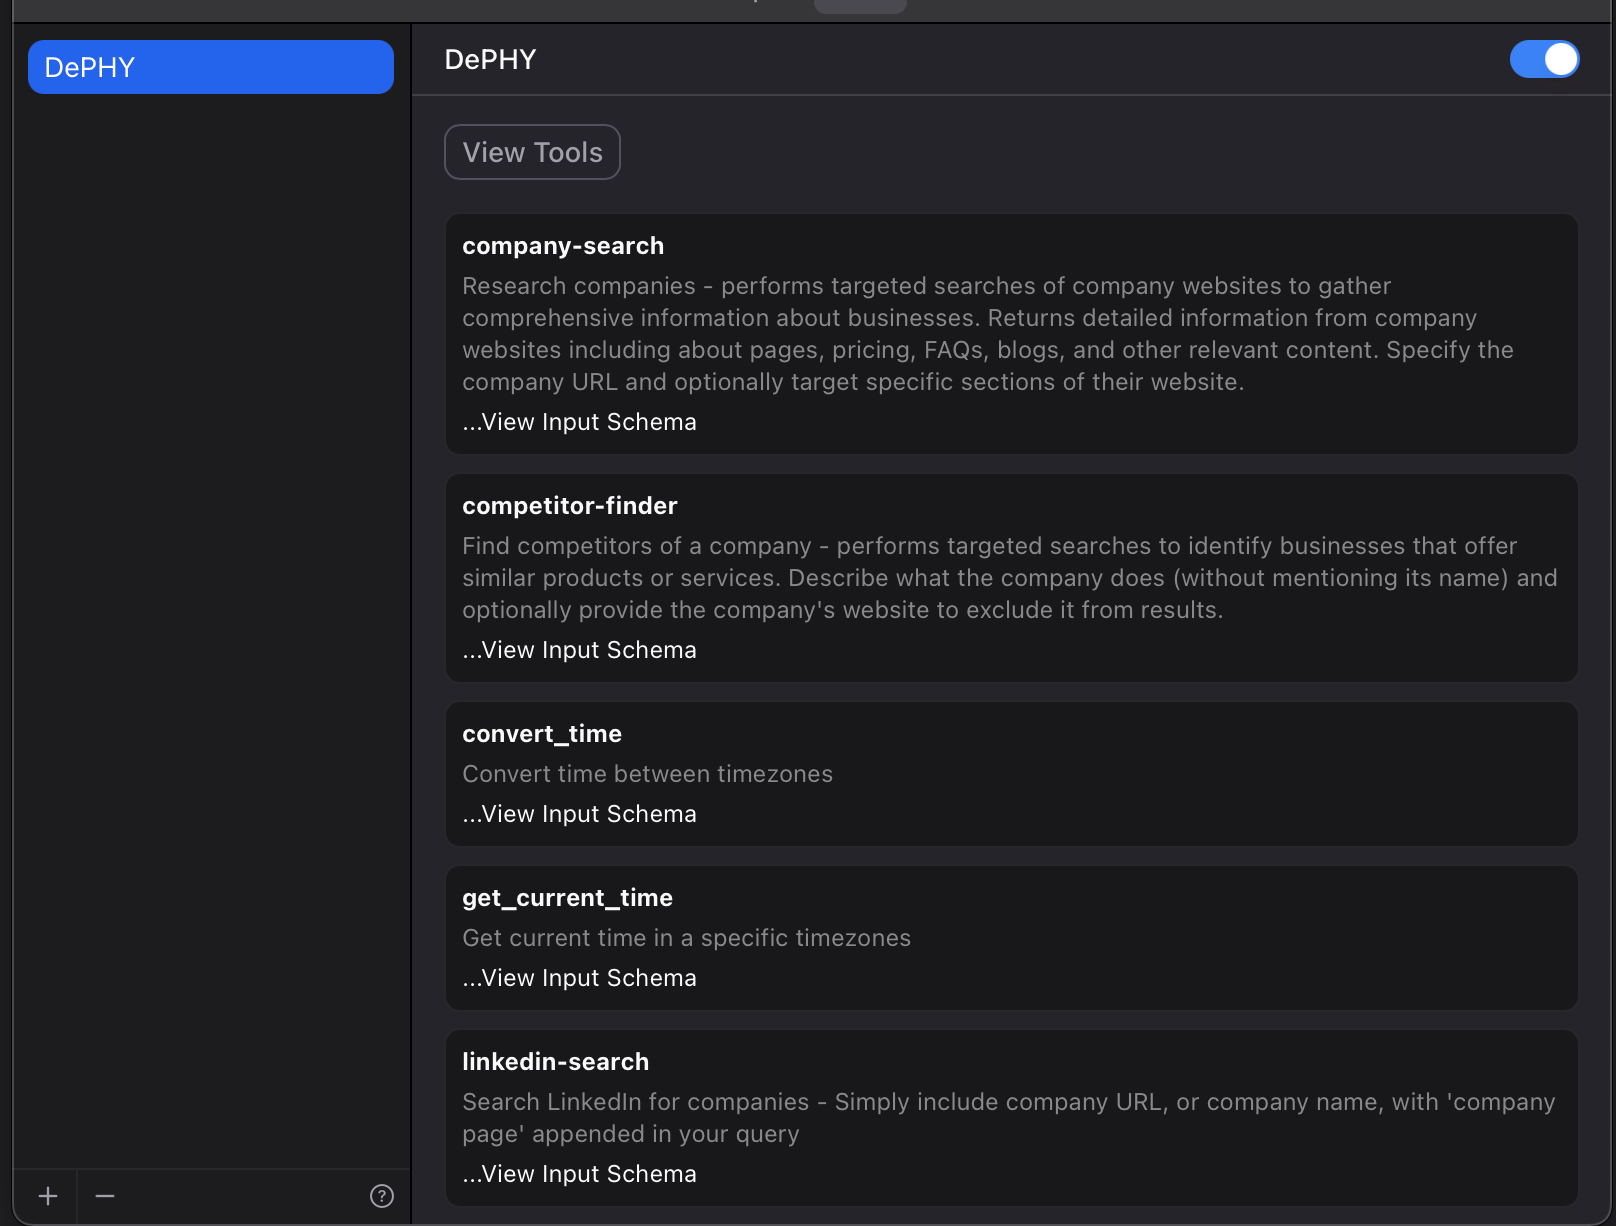 DePHY
DePHY
View Tools
company-search
Research companies - performs targeted searches of company websites to gather
comprehensive information about businesses. Returns detailed information from company
websites including about pages, pricing, FAQs, blogs, and other relevant content. Specify the
company URL and optionally target specific sections of their website.
...View Input Schema
competitor-finder
Find competitors of a company - performs targeted searches to identify businesses that offer
similar products or services. Describe what the company does (without mentioning its name) and
optionally provide the company's website to exclude it from results.
...View Input Schema
convert_time
Convert time between timezones
...View Input Schema
get_current_time
Get current time in a specific timezones
...View Input Schema
linkedin-search
Search LinkedIn for companies - Simply include company URL, or company name, with 'company
page' appended in your query
...View Input Schema
+ − ?